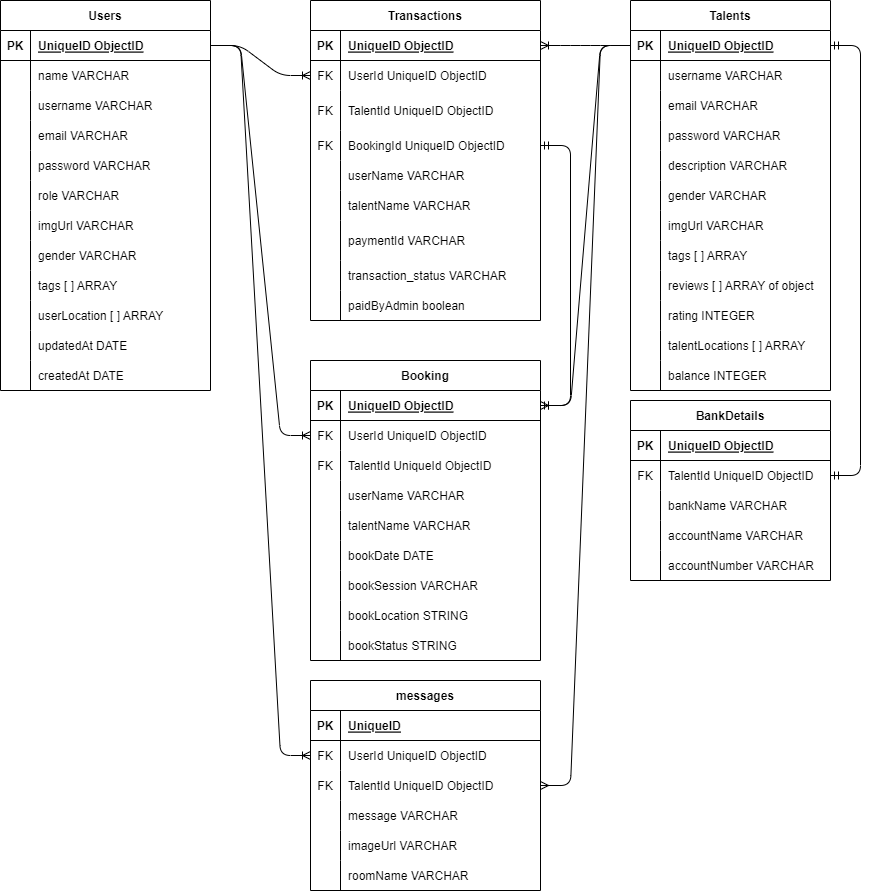 Users
PK UniqueID ObjectID
name VARCHAR
username VARCHAR
email VARCHAR
password VARCHAR
role VARCHAR
imgUrl VARCHAR
gender VARCHAR
tags [ ] ARRAY
userLocation [ ] ARRAY
updatedAt DATE
createdAt DATE
Transactions
PK UniqueID ObjectID
FK UserId UniqueID ObjectID
FK TalentId UniqueID ObjectID
FK BookingId UniqueID ObjectID
userName VARCHAR
talentName VARCHAR
paymentId VARCHAR
transaction_status VARCHAR
paidByAdmin boolean
Booking
PK UniqueID ObjectID
FK UserId UniqueID ObjectID
FK TalentId UniqueId ObjectID
userName VARCHAR
talentName VARCHAR
bookDate DATE
bookSession VARCHAR
bookLocation STRING
bookStatus STRING
messages
PK UniqueID
FK UserId UniqueID ObjectID
FK TalentId UniqueID ObjectID
message VARCHAR
imageUrl VARCHAR
roomName VARCHAR
Talents
PK UniqueID ObjectID
username VARCHAR
email VARCHAR
password VARCHAR
description VARCHAR
gender VARCHAR
imgUrl VARCHAR
tags [ ] ARRAY
reviews [ ] ARRAY of object
rating INTEGER
talentLocations [ ] ARRAY
balance INTEGER
BankDetails
PK UniqueID ObjectID
FK TalentId UniqueID ObjectID
bankName VARCHAR
accountName VARCHAR
accountNumber VARCHAR